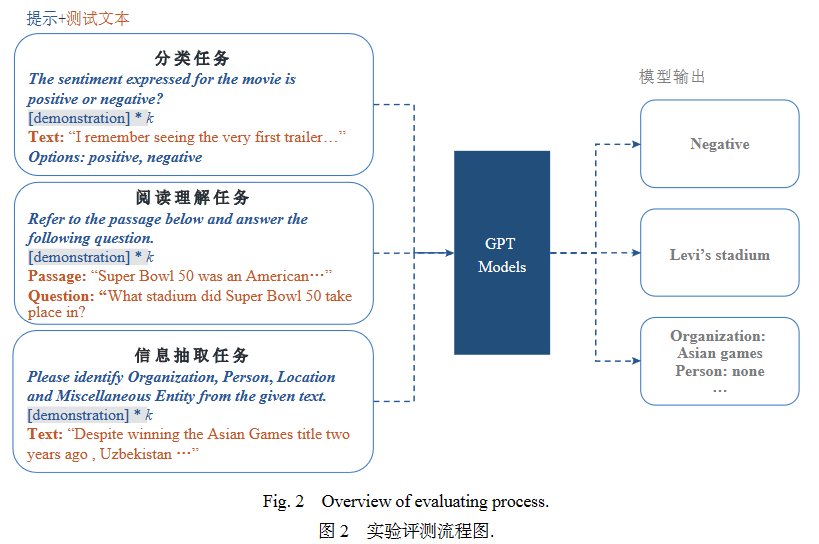 提示+测试文本
分类任务
The sentiment expressed for the movie is
positive or negative?
[demonstration] * k
Text: “I remember seeing the very first trailer…”
Options: positive, negative
阅读理解任务
Refer to the passage below and answer the
following question.
[demonstration] * k
Passage: “Super Bowl 50 was an American…”
Question: “What stadium did Super Bowl 50 take
place in?
信息抽取任务
Please identify Organization, Person, Location
and Miscellaneous Entity from the given text.
[demonstration] * k
Text: “Despite winning the Asian Games title two
years ago , Uzbekistan …”
GPT
Models
模型输出
Negative
Levi’s stadium
Organization:
Asian games
Person: none
…
Fig. 2 Overview of evaluating process.
图 2 实验评测流程图.